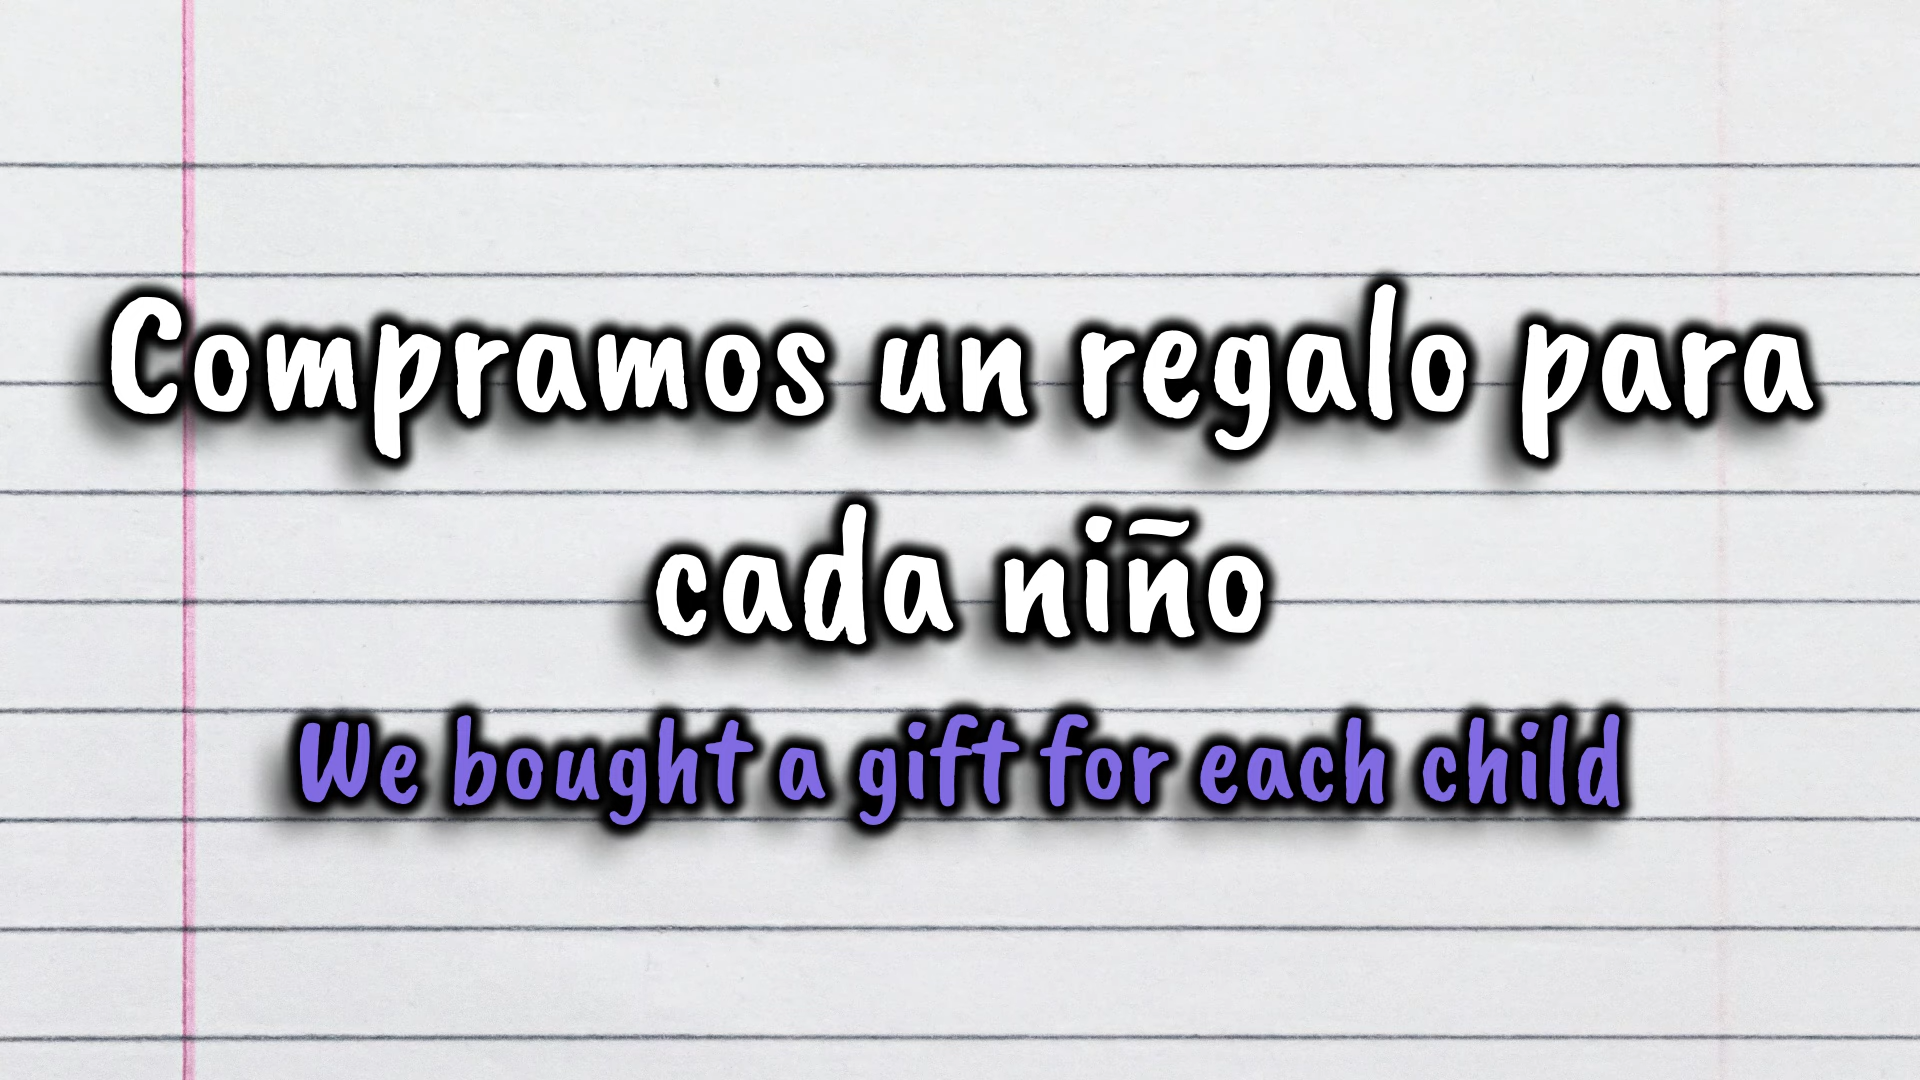 Compramos un regalo para
cada niño
We bought a gift for each child